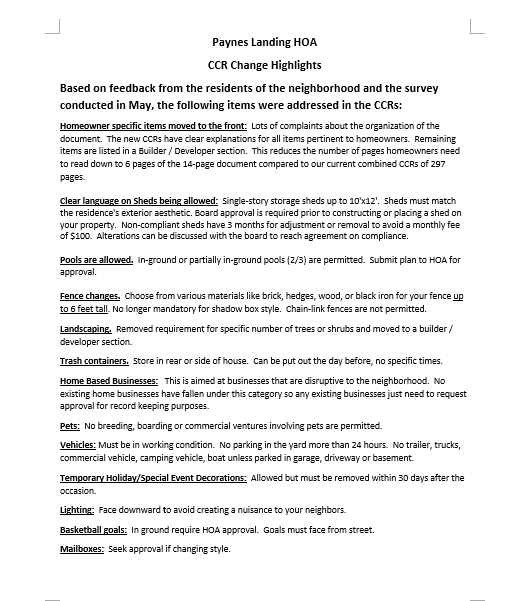 Paynes Landing HOA
CCR Change Highlights
Based on feedback from the residents of the neighborhood and the survey
conducted in May, the following items were addressed in the CCRs:
Homeowner specific items moved to the front: Lots of complaints about the organization of the
document. The new CCRs have clear explanations for all items pertinent to homeowners. Remaining
items are listed in a Builder / Developer section. This reduces the number of pages homeowners need
to read down to 6 pages of the 14-page document compared to our current combined CCRs of 297
pages.
Clear language on Sheds being allowed: Single-story storage sheds up to 10'x12'. Sheds must match
the residence's exterior aesthetic. Board approval is required prior to constructing or placing a shed on
your property. Non-compliant sheds have 3 months for adjustment or removal to avoid a monthly fee
of $100. Alterations can be discussed with the board to reach agreement on compliance.
Pools are allowed. In-ground or partially in-ground pools (2/3) are permitted. Submit plan to HOA for
approval.
Fence changes. Choose from various materials like brick, hedges, wood, or black iron for your fence up
to 6 feet tall. No longer mandatory for shadow box style. Chain-link fences are not permitted.
Landscaping. Removed requirement for specific number of trees or shrubs and moved to a builder /
developer section.
Trash containers. Store in rear or side of house. Can be put out the day before, no specific times.
Home Based Businesses: This is aimed at businesses that are disruptive to the neighborhood. No
existing home businesses have fallen under this category so any existing businesses just need to request
approval for record keeping purposes.
Pets: No breeding, boarding or commercial ventures involving pets are permitted.
Vehicles: Must be in working condition. No parking in the yard more than 24 hours. No trailer, trucks,
commercial vehicle, camping vehicle, boat unless parked in garage, driveway or basement.
Temporary Holiday/Special Event Decorations: Allowed but must be removed within 30 days after the
occasion.
Lighting: Face downward to avoid creating a nuisance to your neighbors.
Basketball goals: In ground require HOA approval. Goals must face from street.
Mailboxes: Seek approval if changing style.